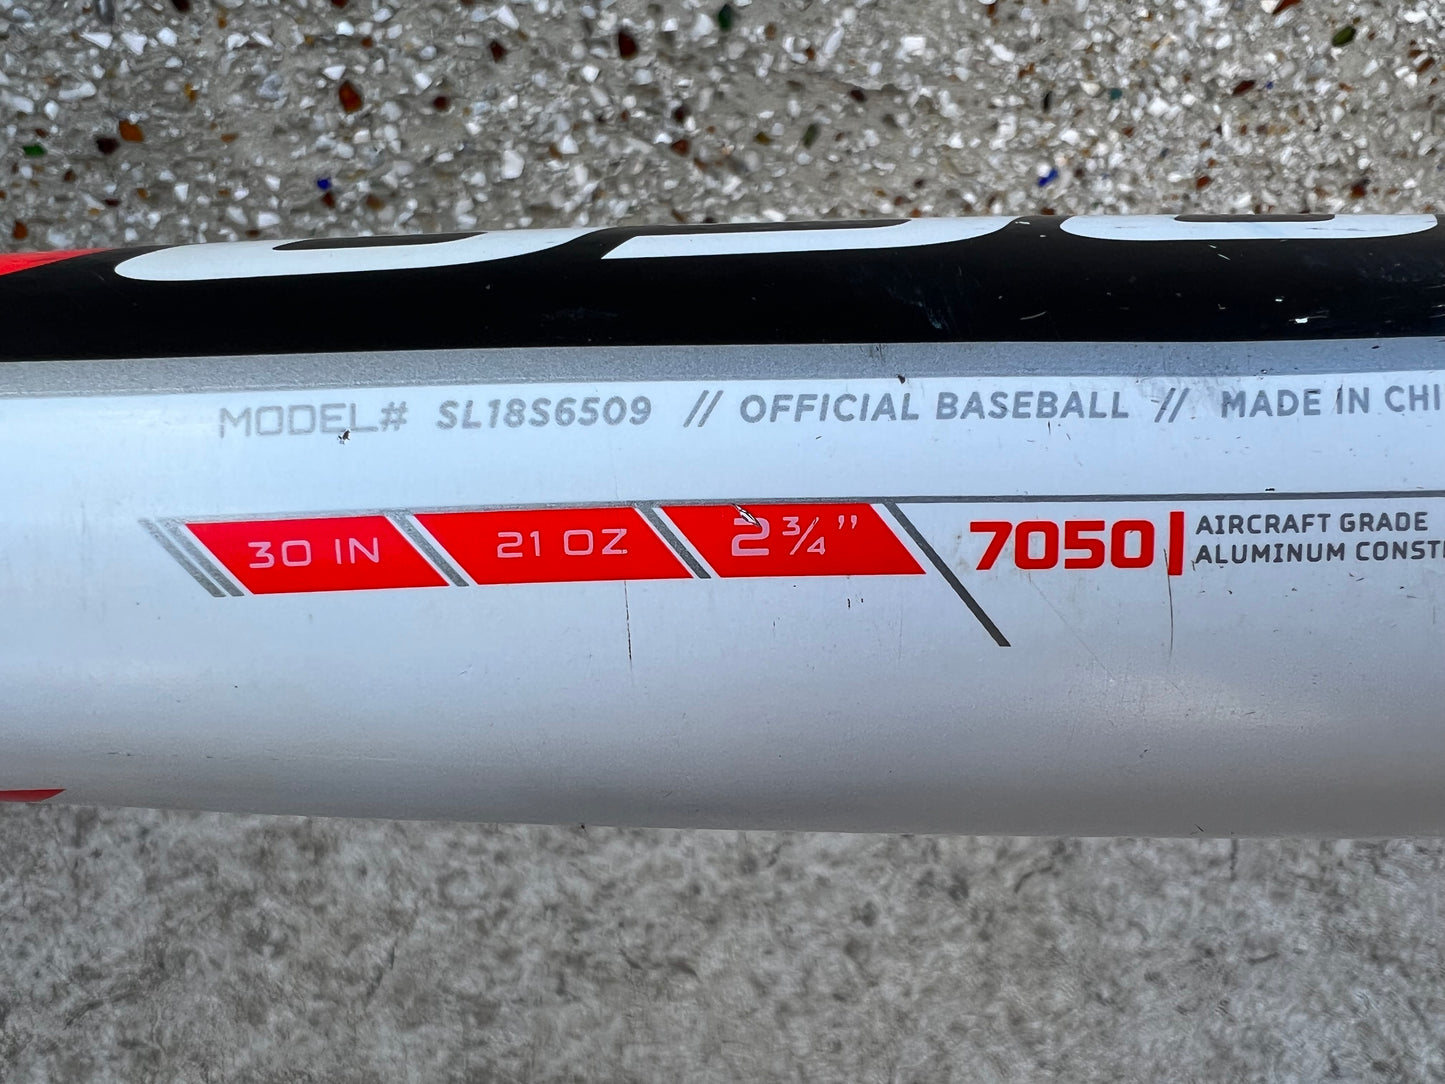 MODEL# SL18S6509 // OFFICIAL BASEBALL // MADE IN CHI
30 IN 21 OZ 2 3/4" 7050 | AIRCRAFT GRADE
ALUMINUM CONST